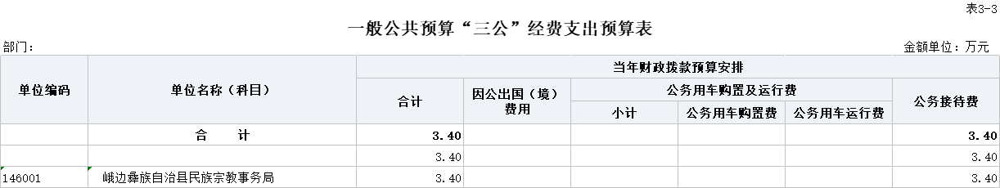 表3-3
一般公共预算“三公”经费支出预算表
部门： 金额单位：万元
单位编码 单位名称（科目） 当年财政拨款预算安排
合计 因公出国（境）费用 公务用车购置及运行费 公务接待费
小计 公务用车购置费 公务用车运行费
合 计 3.40 3.40
3.40 3.40
146001 峨边彝族自治县民族宗教事务局 3.40 3.40